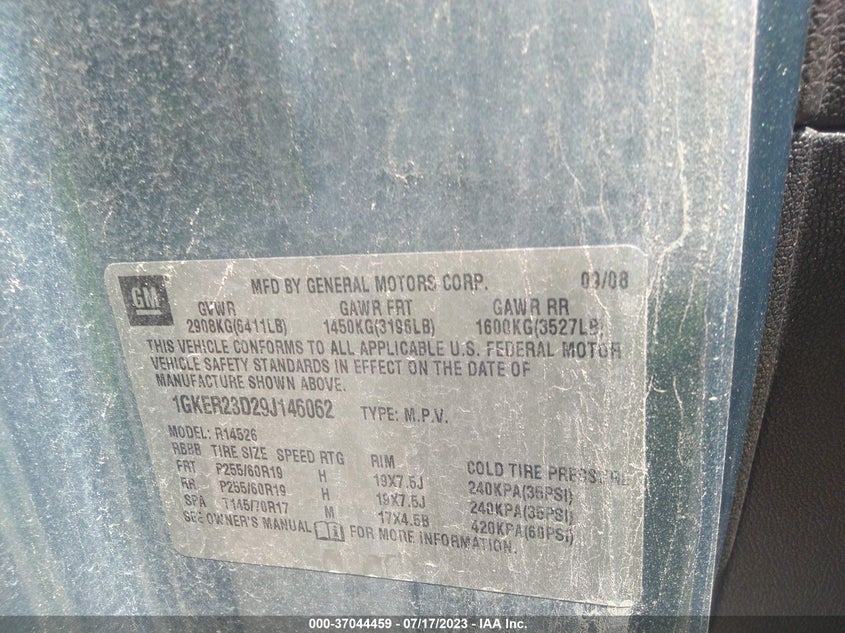 GM
MFD BY GENERAL MOTORS CORP. 09/08
GVWR GAWR FRT GAWR RR
2908KG(6411LB) 1450KG(3196LB) 1600KG(3527LB)
THIS VEHICLE CONFORMS TO ALL APPLICABLE U.S. FEDERAL MOTOR
VEHICLE SAFETY STANDARDS IN EFFECT ON THE DATE OF
MANUFACTURE SHOWN ABOVE.
1GKER23D29J146062 TYPE: M.P.V.
MODEL: R14526
RBBB TIRE SIZE SPEED RTG RIM COLD TIRE PRESSURE
FRT P255/60R19 H 19X7.5J 240KPA(35PSI)
RR P255/60R19 H 19X7.5J 240KPA(35PSI)
SPA T145/70R17 M 17X4.5B 420KPA(60PSI)
SEE OWNER'S MANUAL FOR MORE INFORMATION.
000-37044459 - 07/17/2023 - IAA Inc.